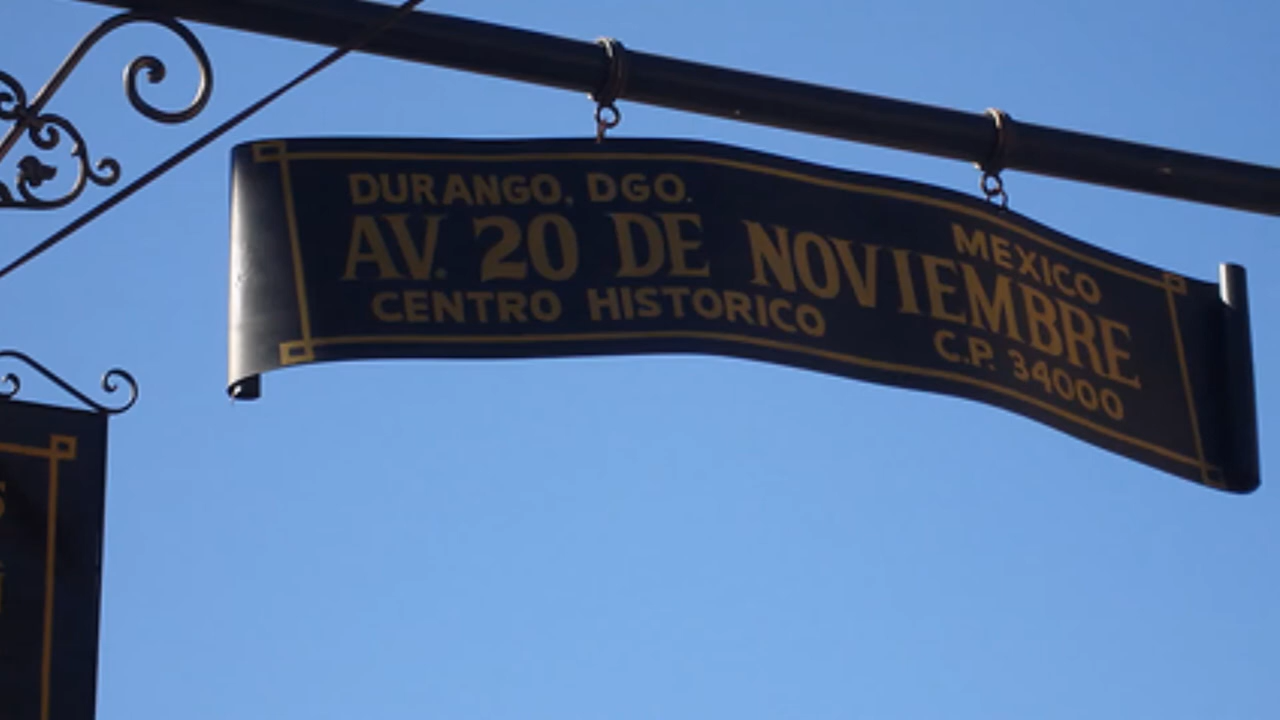 DURANGO, DGO.
MEXICO
AV. 20 DE NOVIEMBRE
CENTRO HISTORICO
C.P. 34000